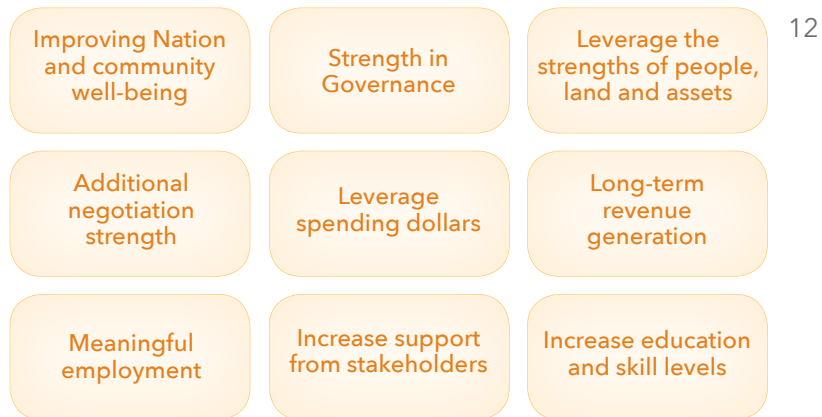 Improving Nation
and community
well-being
Strength in
Governance
Leverage the
strengths of people,
land and assets
12
Additional
negotiation
strength
Leverage
spending dollars
Long-term
revenue
generation
Meaningful
employment
Increase support
from stakeholders
Increase education
and skill levels